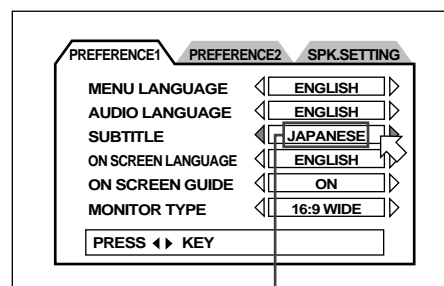 PREFERENCE1 PREFERENCE2 SPK.SETTING
MENU LANGUAGE ENGLISH
AUDIO LANGUAGE ENGLISH
SUBTITLE JAPANESE
ON SCREEN LANGUAGE ENGLISH
ON SCREEN GUIDE ON
MONITOR TYPE 16:9 WIDE
PRESS KEY